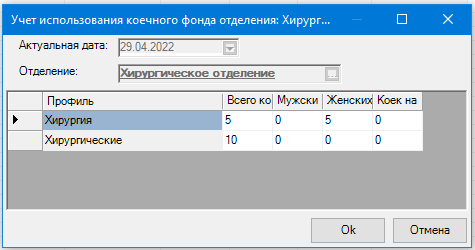 Учет использования коечного фонда отделения: Хирург...
Актуальная дата: 29.04.2022
Отделение: Хирургическое отделение ...
Профиль Всего ко Мужски Женских Коек на
Хирургия 5 0 5 0
Хирургические 10 0 0 0
Ok Отмена